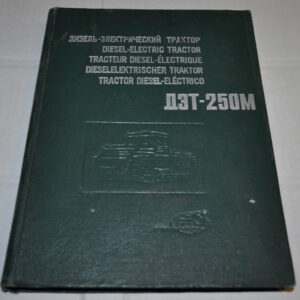 ДИЗЕЛЬ-ЭЛЕКТРИЧЕСКИЙ ТРАКТОР
DIESEL-ELECTRIC TRACTOR
TRACTEUR DIESEL-ÉLECTRIQUE
DIESELELEKTRISCHER TRAKTOR
TRACTOR DIESEL-ELÉCTRICO
ДЭТ-250М